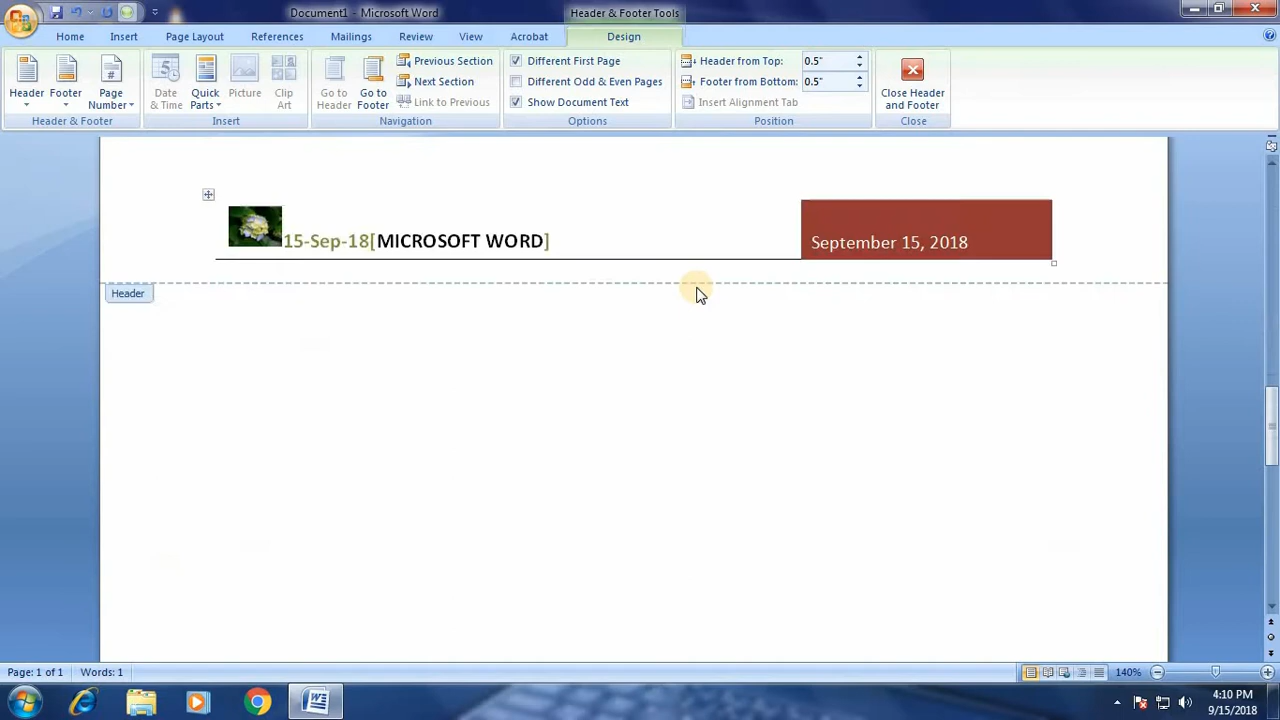 Document1 - Microsoft Word
Header & Footer Tools
Home Insert Page Layout References Mailings Review View Acrobat Design
Header
Footer
Page Number
Header & Footer
Date & Time
Quick Parts
Picture
Clip Art
Insert
Go to Header
Go to Footer
Previous Section
Next Section
Link to Previous
Navigation
Different First Page
Different Odd & Even Pages
Show Document Text
Options
Header from Top: 0.5"
Footer from Bottom: 0.5"
Insert Alignment Tab
Position
Close Header and Footer
Close
15-Sep-18[MICROSOFT WORD]
September 15, 2018
Header
Page: 1 of 1 Words: 1
140%
4:10 PM
9/15/2018